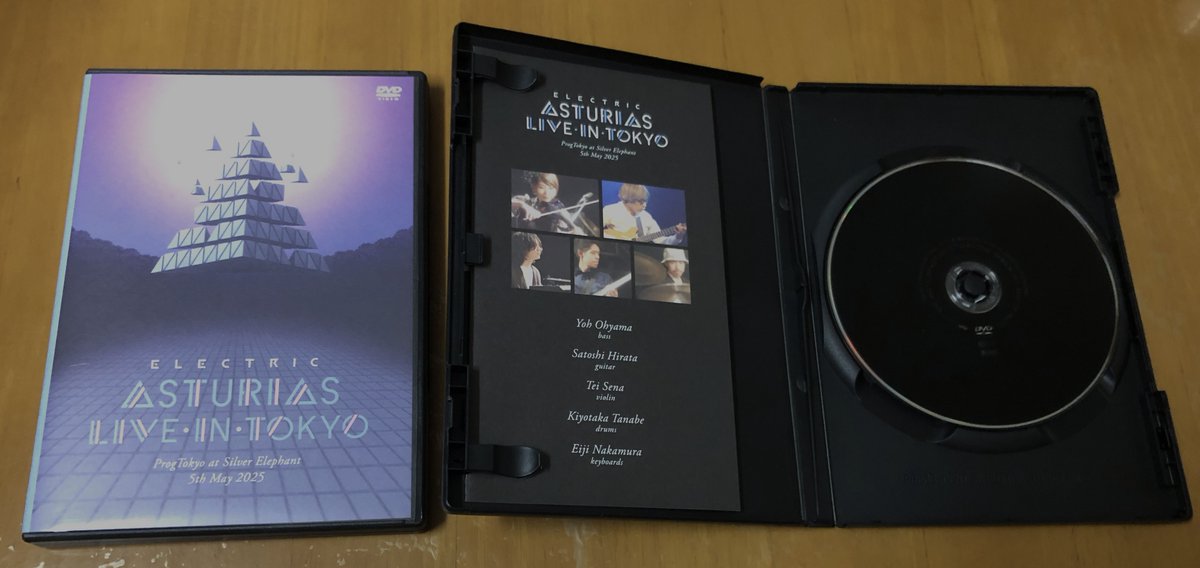 DVD
VIDEO
ELECTRIC
ASTURIAS
LIVE·IN·TOKYO
ProgTokyo at Silver Elephant
5th May 2025
ELECTRIC
ASTURIAS
LIVE·IN·TOKYO
ProgTokyo at Silver Elephant
5th May 2025
Yoh Ohyama
bass
Satoshi Hirata
guitar
Tei Sena
violin
Kiyotaka Tanabe
drums
Eiji Nakamura
keyboards
DVD